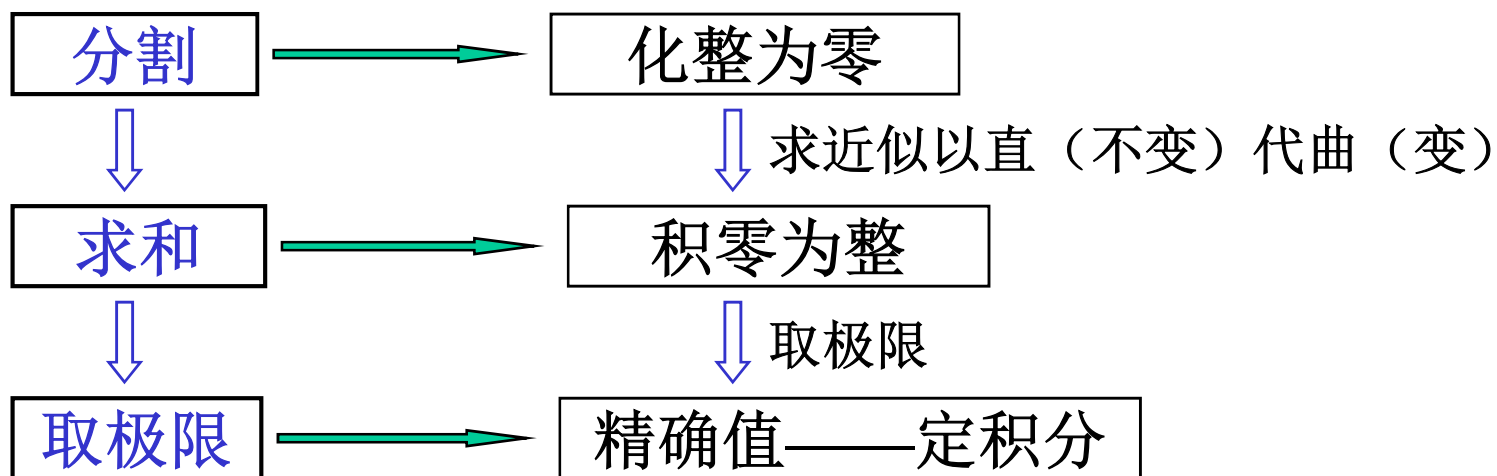 分割 化整为零
求近似以直（不变）代曲（变）
求和 积零为整
取极限
取极限 精确值——定积分